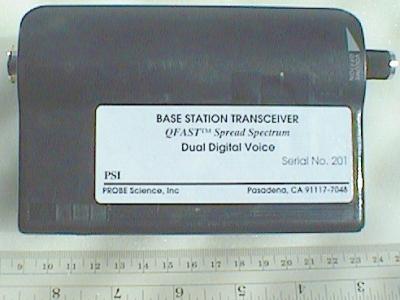 BASE STATION TRANSCEIVER
QFAST™ Spread Spectrum
Dual Digital Voice
Serial No. 201
PSI
PROBE Science, Inc Pasadena, CA 91117-7048
9 10 11 12 13 14 15 16 17 18 19 20 21 22 23 24
8 7 6 5 4 3